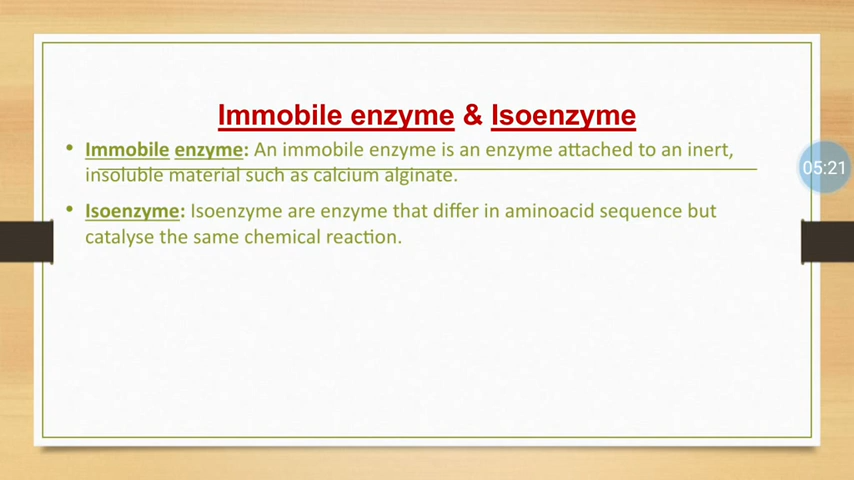 Immobile enzyme & Isoenzyme
• Immobile enzyme: An immobile enzyme is an enzyme attached to an inert,
insoluble material such as calcium alginate.
• Isoenzyme: Isoenzyme are enzyme that differ in aminoacid sequence but
catalyse the same chemical reaction.
05:21